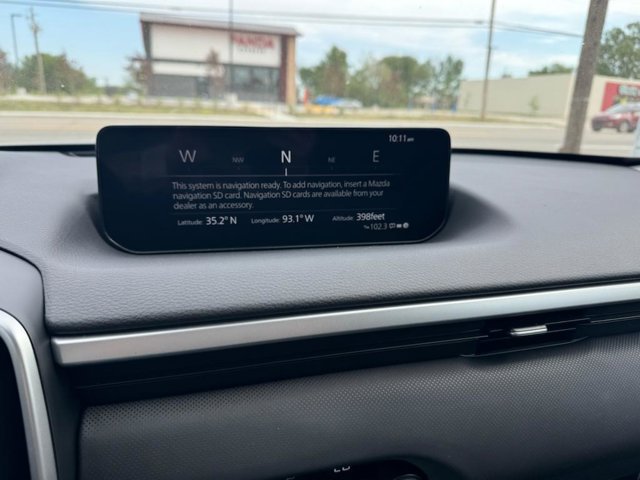 PANDA
10:11 AM
W NW N NE E
This system is navigation ready. To add navigation, insert a Mazda
navigation SD card. Navigation SD cards are available from your
dealer as an accessory.
Latitude: 35.2° N Longitude: 93.1° W Altitude: 398feet
102.3